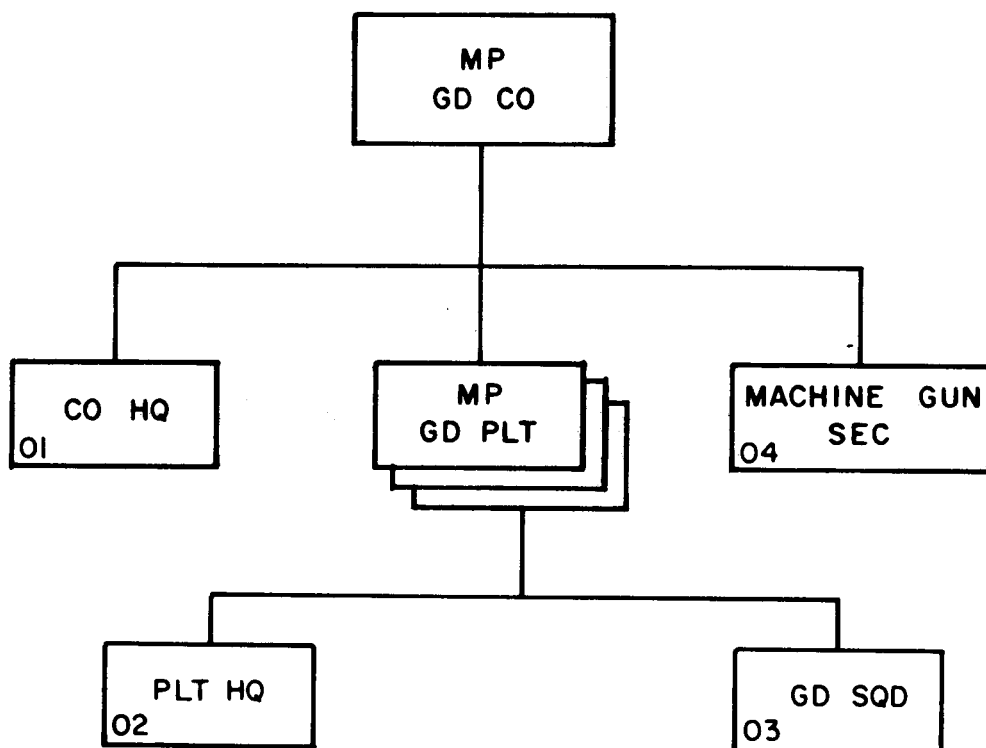 MP
GD CO
CO HQ
01
MP
GD PLT
MACHINE GUN
SEC
04
PLT HQ
02
GD SQD
03